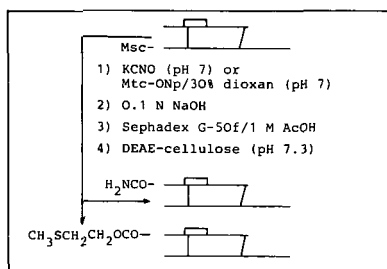 Msc-
1) KCNO (pH 7) or
Mtc-ONp/30% dioxan (pH 7)
2) 0.1 N NaOH
3) Sephadex G-50f/1 M AcOH
4) DEAE-cellulose (pH 7.3)
H₂NCO-
CH₃SCH₂CH₂OCO-